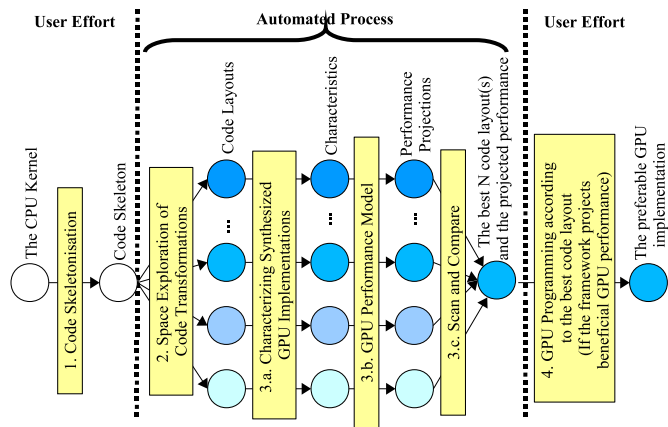 User Effort
Automated Process
User Effort
The CPU Kernel
1. Code Skeletonisation
Code Skeleton
2. Space Exploration of
Code Transformations
Code Layouts
...
3.a. Characterizing Synthesized
GPU Implementations
Characteristics
...
3.b. GPU Performance Model
Performance
Projections
...
3.c. Scan and Compare
The best N code layout(s)
and the projected performance
4. GPU Programming according
to the best code layout
(If the framework projects
beneficial GPU performance)
The preferable GPU
implementation